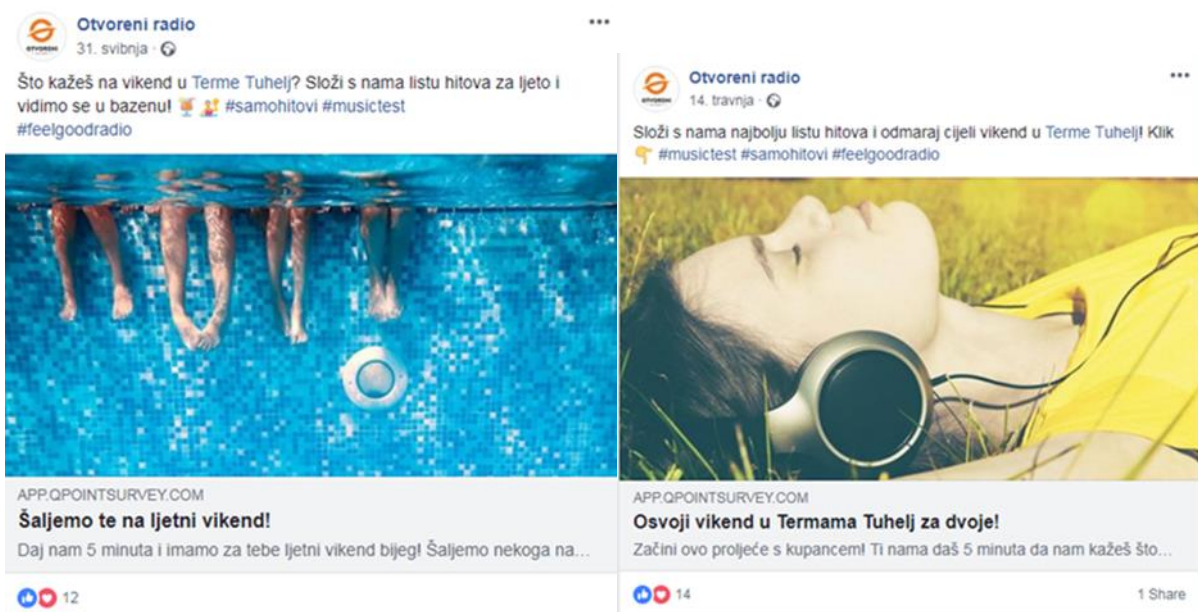 Otvoreni radio
31. svibnja ·
Što kažeš na vikend u Terme Tuhelj? Složi s nama listu hitova za ljeto i
vidimo se u bazenu! #samohitovi #musictest
#feelgoodradio
APP.QPOINTSURVEY.COM
Šaljemo te na ljetni vikend!
Daj nam 5 minuta i imamo za tebe ljetni vikend bijeg! Šaljemo nekoga na...
12
Otvoreni radio
14. travnja ·
Složi s nama najbolju listu hitova i odmaraj cijeli vikend u Terme Tuhelj! Klik
#musictest #samohitovi #feelgoodradio
APP.QPOINTSURVEY.COM
Osvoji vikend u Termama Tuhelj za dvoje!
Začini ovo proljeće s kupancem! Ti nama daš 5 minuta da nam kažeš što...
14
1 Share